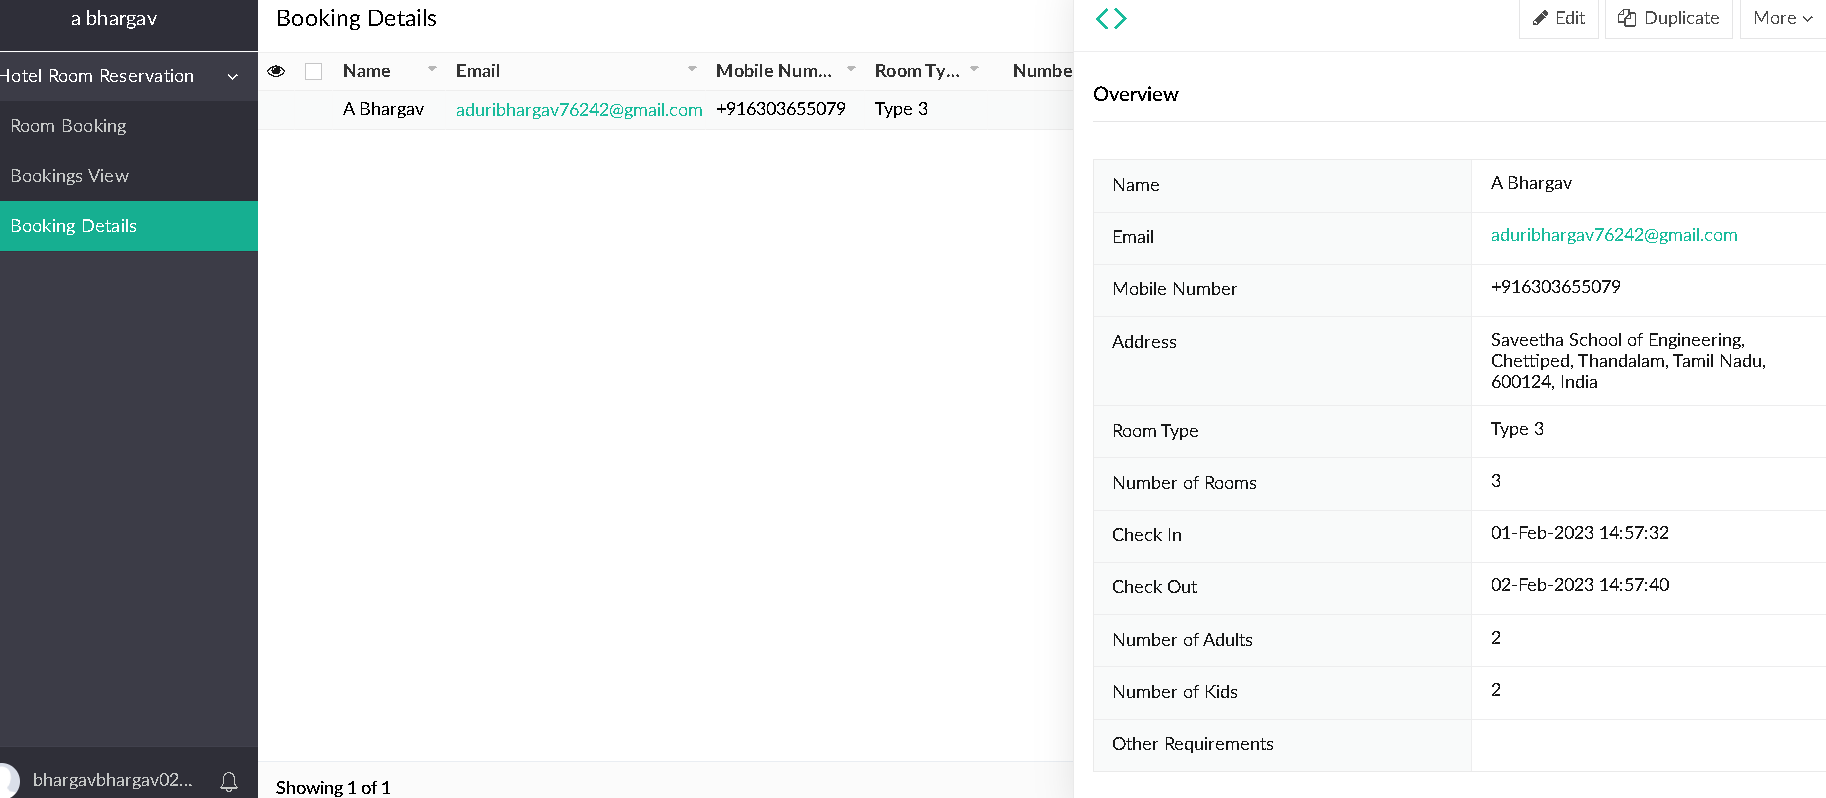 a bhargav
Hotel Room Reservation
Room Booking
Bookings View
Booking Details
bhargavbhargav02...
Booking Details
Name Email Mobile Num... Room Ty... Numbe
A Bhargav aduribhargav76242@gmail.com +916303655079 Type 3
Showing 1 of 1
Edit Duplicate More
Overview
Name A Bhargav
Email aduribhargav76242@gmail.com
Mobile Number +916303655079
Address Saveetha School of Engineering,
Chettiped, Thandalam, Tamil Nadu,
600124, India
Room Type Type 3
Number of Rooms 3
Check In 01-Feb-2023 14:57:32
Check Out 02-Feb-2023 14:57:40
Number of Adults 2
Number of Kids 2
Other Requirements